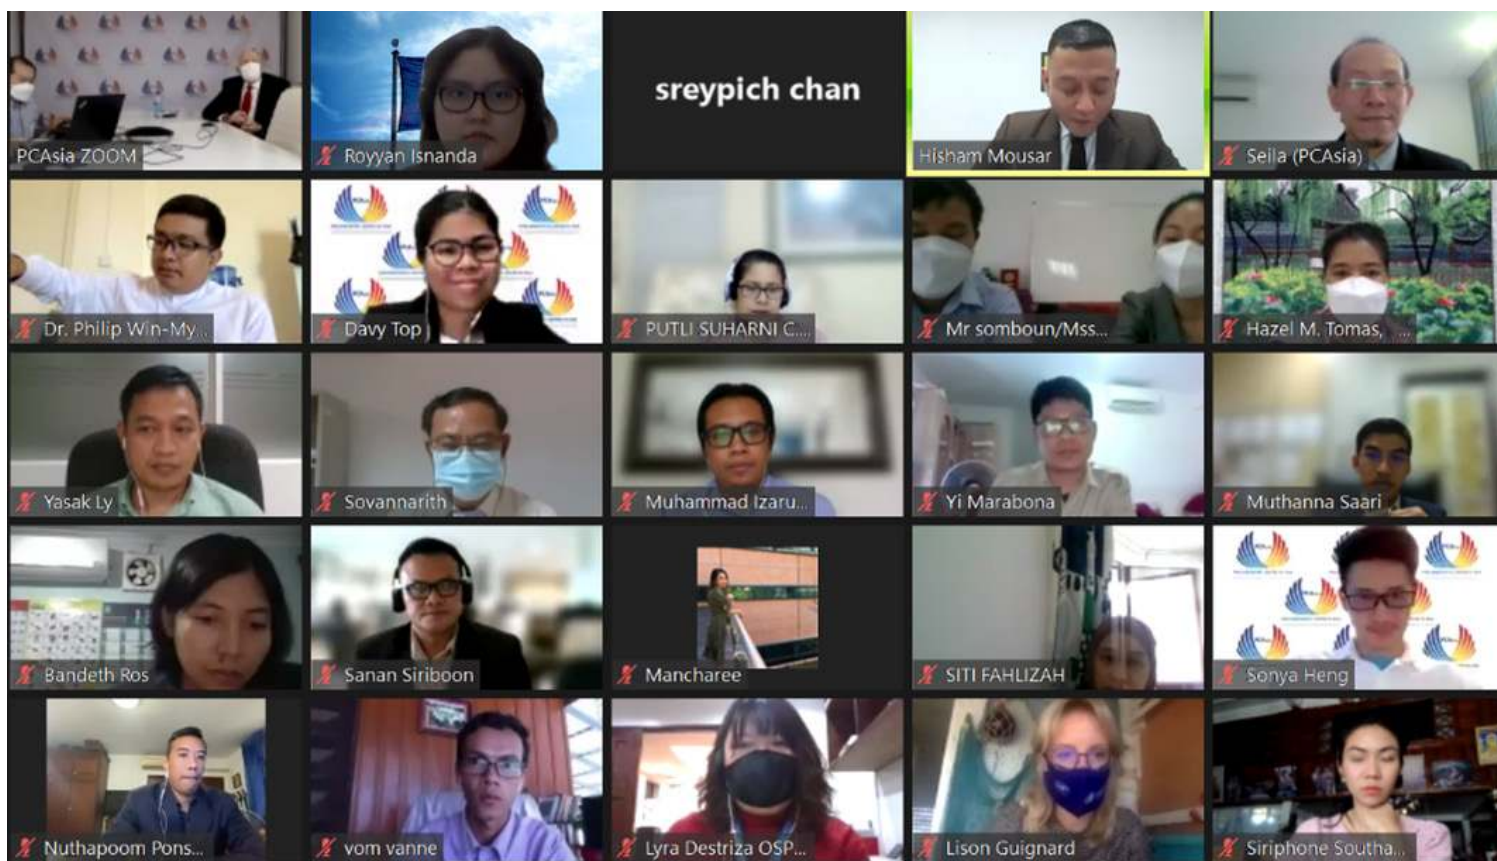 PCAsia ZOOM
Royyan Isnanda
sreypich chan
Hisham Mousar
Seila (PCAsia)
Dr. Philip Win-My...
Davy Top
PUTLI SUHARNI C....
Mr somboun/Mss...
Hazel M. Tomas, ...
Yasak Ly
Sovannarith
Muhammad Izaru...
Yi Marabona
Muthanna Saari
Bandeth Ros
Sanan Siriboon
Mancharee
SITI FAHLIZAH
Sonya Heng
Nuthapoom Pons...
vom vanne
Lyra Destriza OSP...
Lison Guignard
Siriphone Southa...